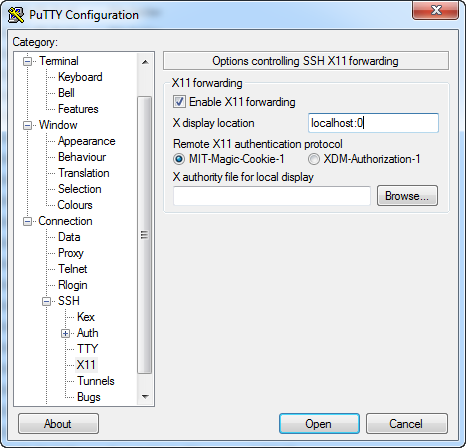 PuTTY Configuration
Category:
Terminal
Keyboard
Bell
Features
Window
Appearance
Behaviour
Translation
Selection
Colours
Connection
Data
Proxy
Telnet
Rlogin
SSH
Kex
Auth
TTY
X11
Tunnels
Bugs
Options controlling SSH X11 forwarding
X11 forwarding
Enable X11 forwarding
X display location localhost:0
Remote X11 authentication protocol
MIT-Magic-Cookie-1 XDM-Authorization-1
X authority file for local display
Browse...
About Open Cancel